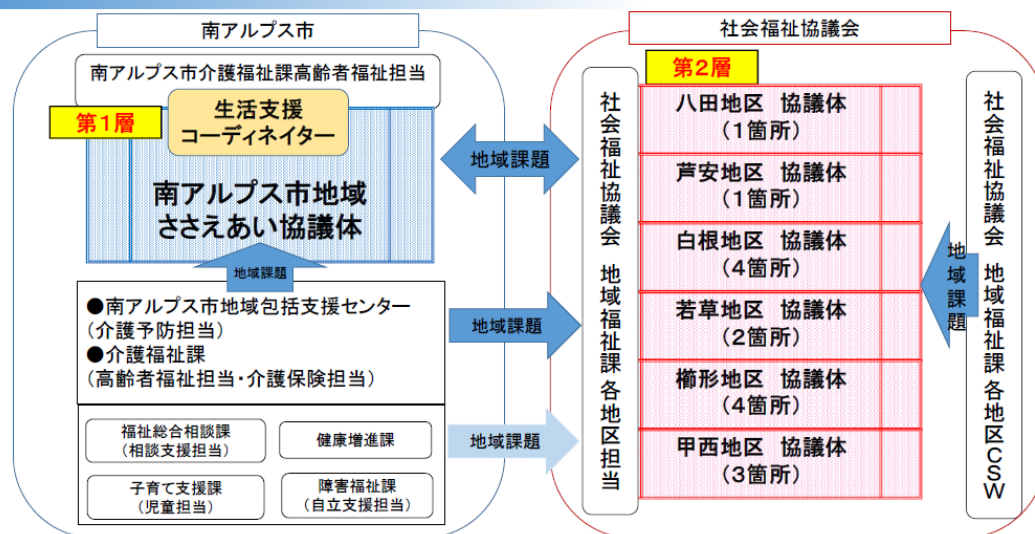 南アルプス市
南アルプス市介護福祉課高齢者福祉担当
第1層
生活支援
コーディネイター
南アルプス市地域
ささえあい協議体
地域課題
●南アルプス市地域包括支援センター
(介護予防担当)
●介護福祉課
(高齢者福祉担当・介護保険担当)
福祉総合相談課
(相談支援担当)
健康増進課
子育て支援課
(児童担当)
障害福祉課
(自立支援担当)
地域課題
地域課題
地域課題
社会福祉協議会
社会福祉協議会 地域福祉課 各地区担当
第2層
八田地区 協議体
(1箇所)
芦安地区 協議体
(1箇所)
白根地区 協議体
(4箇所)
若草地区 協議体
(2箇所)
櫛形地区 協議体
(4箇所)
甲西地区 協議体
(3箇所)
地域課題
社会福祉協議会 地域福祉課 各地区CSW